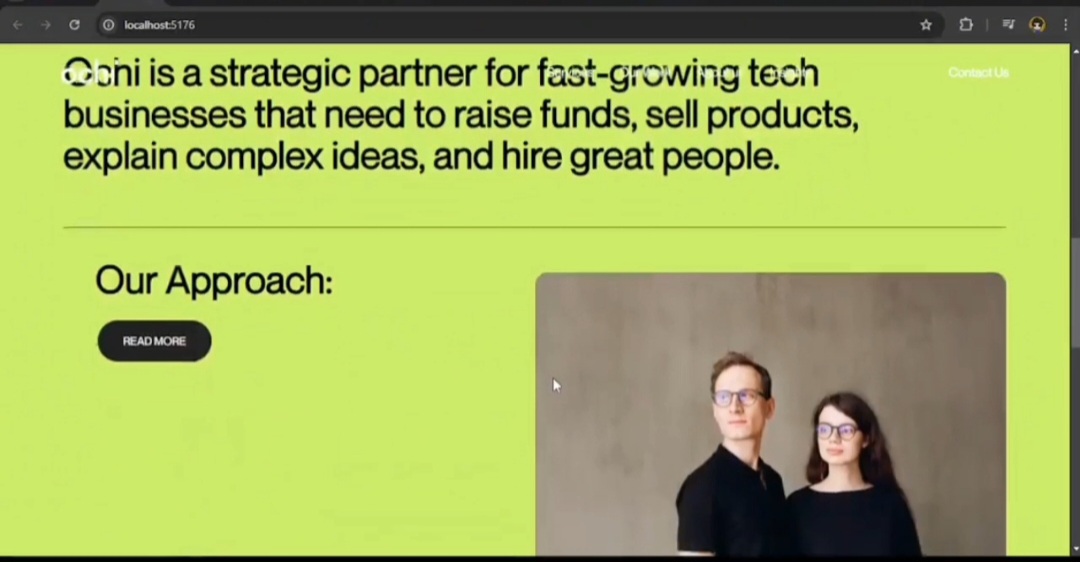 localhost:5176
Contact Us
is a strategic partner for fast-growing tech
businesses that need to raise funds, sell products,
explain complex ideas, and hire great people.
Our Approach:
READ MORE